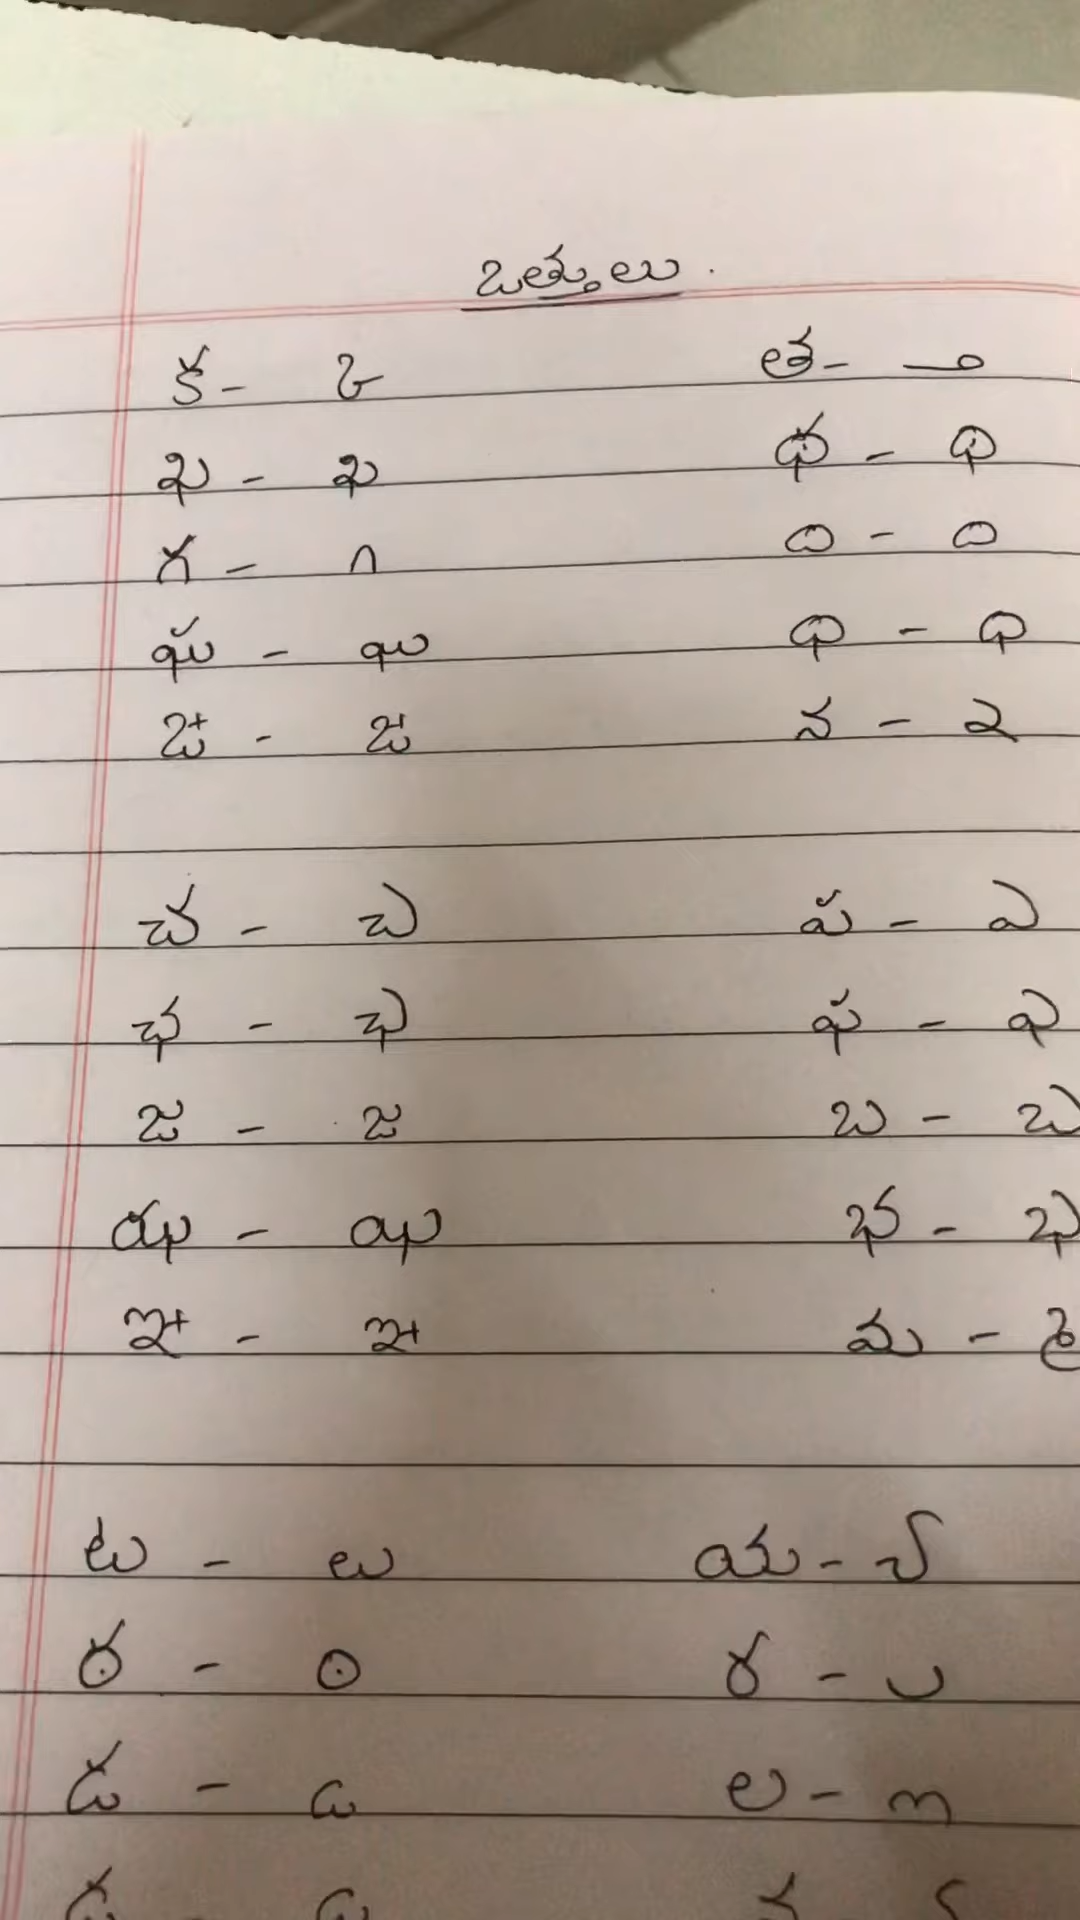 ఒత్తులు.
క - ్క త - ్త
ఖ - ్ఖ థ - ్థ
గ - ్గ ద - ్ద
ఘ - ్ఘ ధ - ్ధ
ఙ - ్ఙ న - ్న
చ - ్చ ప - ్ప
ఛ - ్ఛ ఫ - ్ఫ
జ - ్జ బ - ్బ
ఝ - ్ఝ భ - ్భ
ఞ - ్ఞ మ - ్మ
ట - ్ట య - ్య
ఠ - ్ఠ ర - ్ర
డ - ్డ ల - ్ల